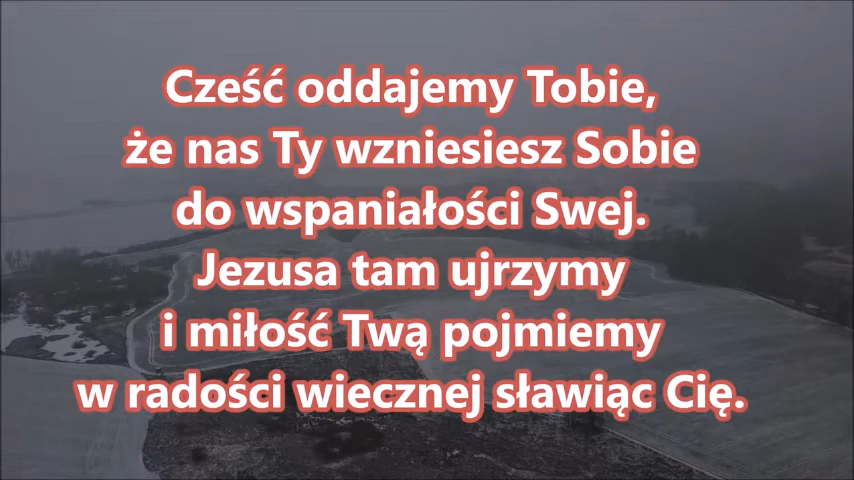 Cześć oddajemy Tobie,
że nas Ty wzniesiesz Sobie
do wspaniałości Swej.
Jezusa tam ujrzymy
i miłość Twą pojmiemy
w radości wiecznej sławiąc Cię.